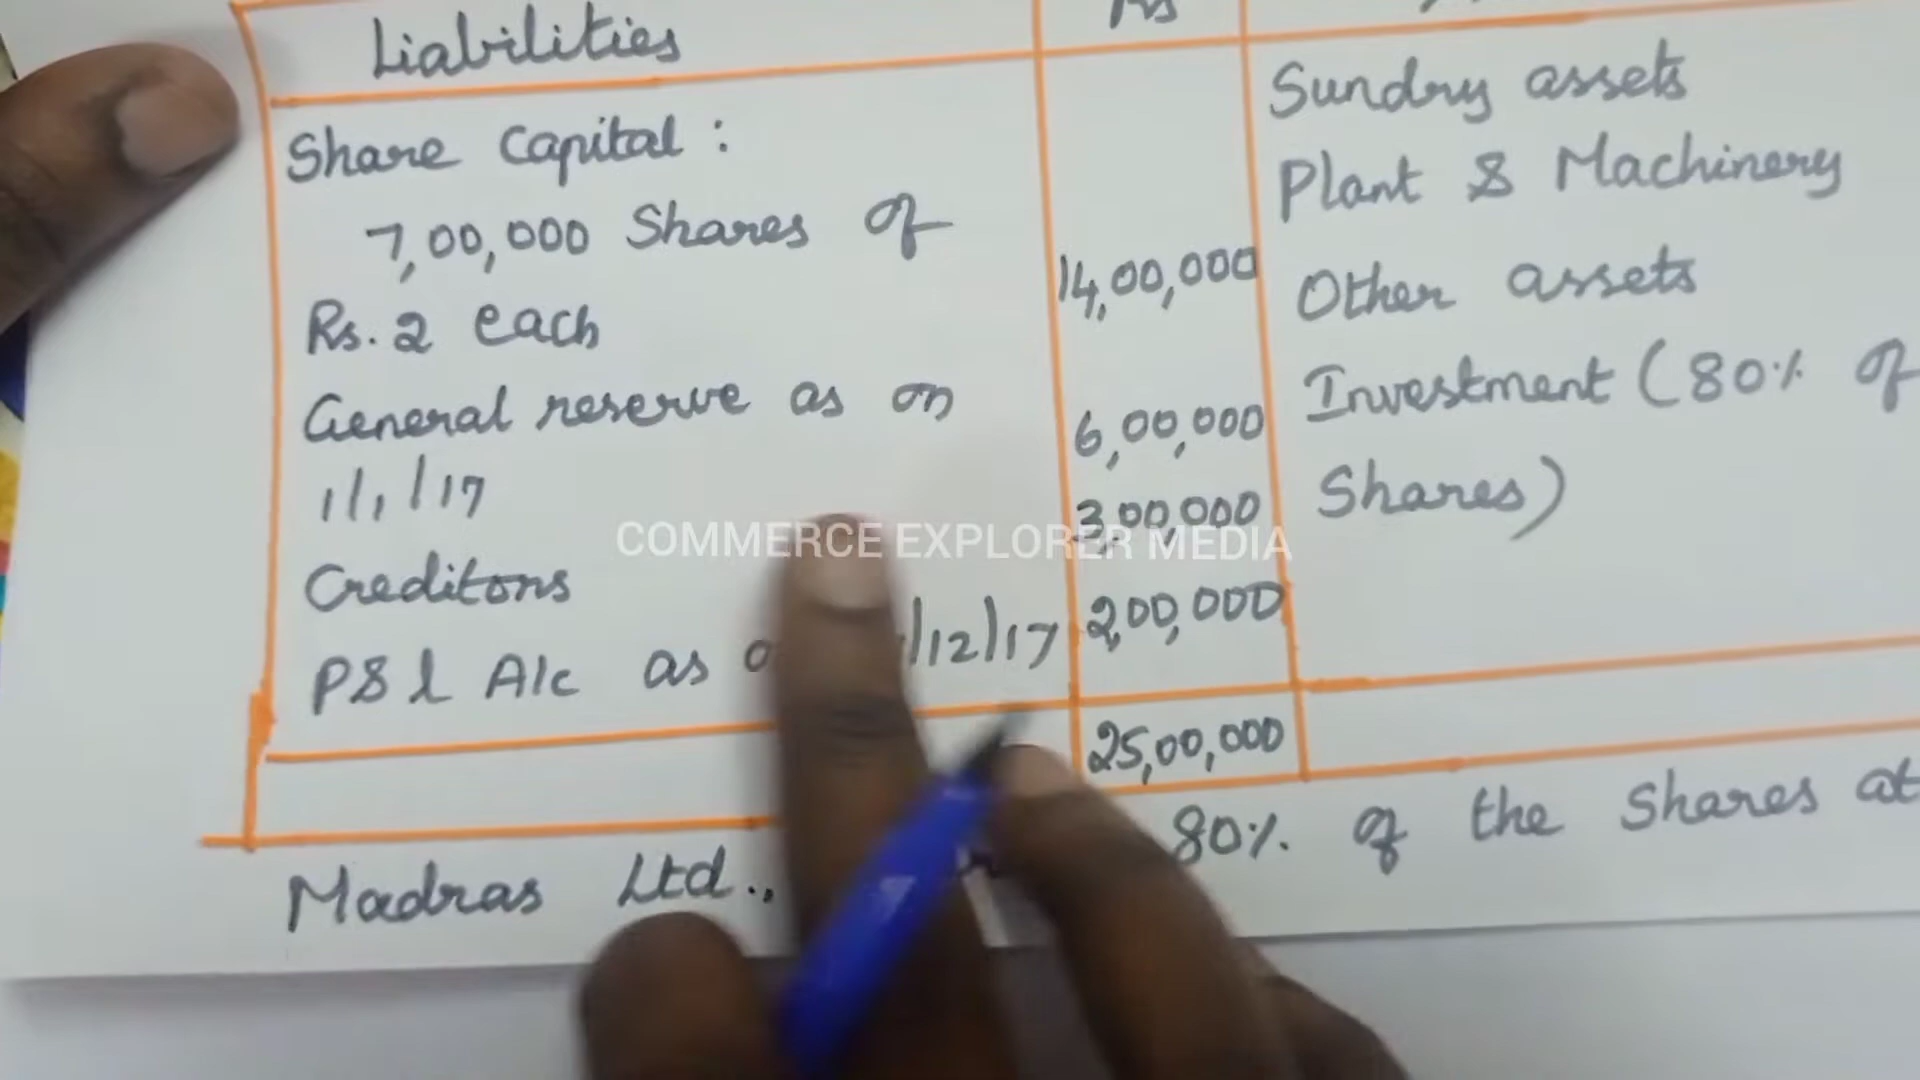 Liabilities Rs
Share Capital :
7,00,000 Shares of
Rs. 2 each 14,00,000
General reserve as on 6,00,000
1/1/17
Creditors 3,00,000
P & L A/c as /12/17 2,00,000
25,00,000
Sundry assets
Plant & Machinery
Other assets
Investment (80% of
Shares)
Madras Ltd., 80% of the Shares at
COMMERCE EXPLORER MEDIA